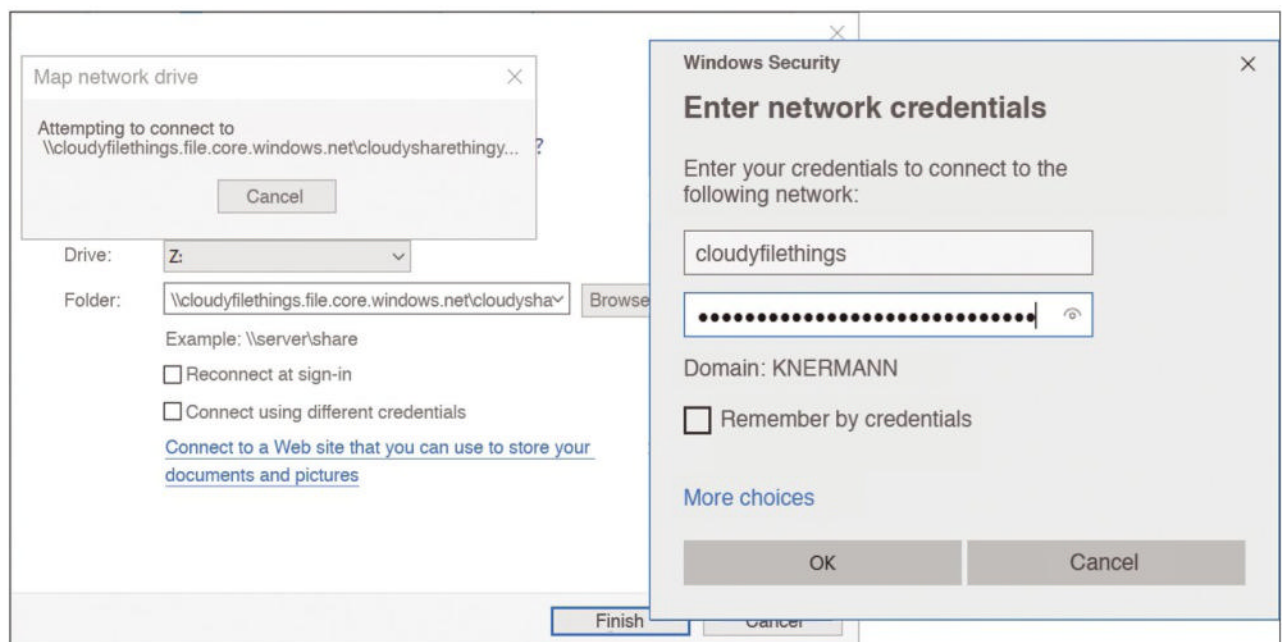 Map network drive
Attempting to connect to
\\cloudyfilethings.file.core.windows.net\cloudysharethingy...
?
Cancel
Drive:
Z:
Folder:
\\cloudyfilethings.file.core.windows.net\cloudysha
Browse
Example: \\server\share
Reconnect at sign-in
Connect using different credentials
Connect to a Web site that you can use to store your
documents and pictures
Finish
Cancel
Windows Security
Enter network credentials
Enter your credentials to connect to the
following network:
cloudyfilethings
••••••••••••••••••••••••••••••
Domain: KNERMANN
Remember by credentials
More choices
OK
Cancel